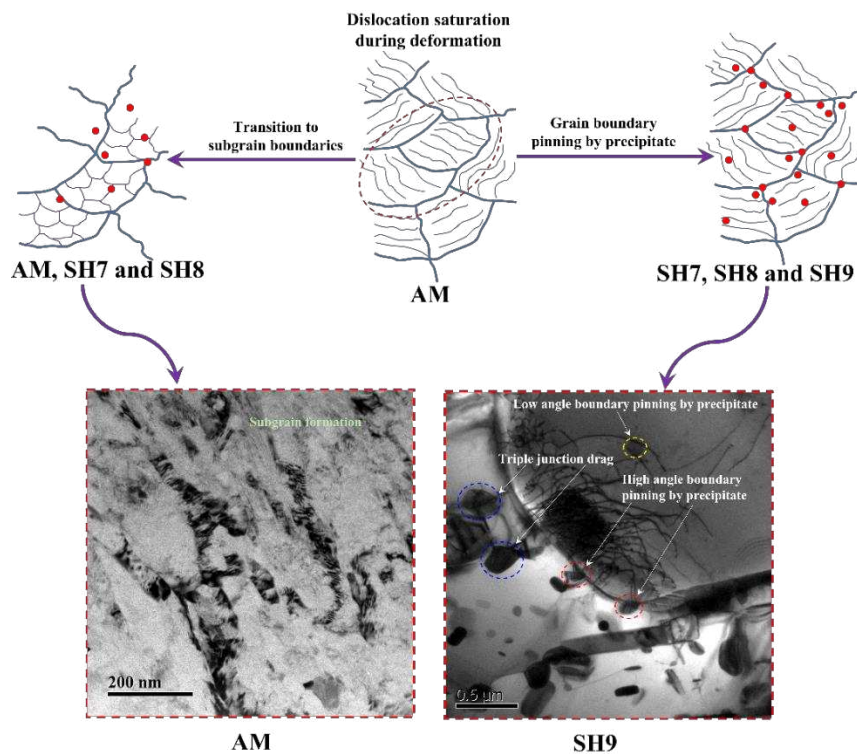 Dislocation saturation
during deformation
Transition to
subgrain boundaries
Grain boundary
pinning by precipitate
AM, SH7 and SH8
AM
SH7, SH8 and SH9
Subgrain formation
200 nm
Low angle boundary pinning by precipitate
Triple junction drag
High angle boundary
pinning by precipitate
0.5 µm
AM
SH9